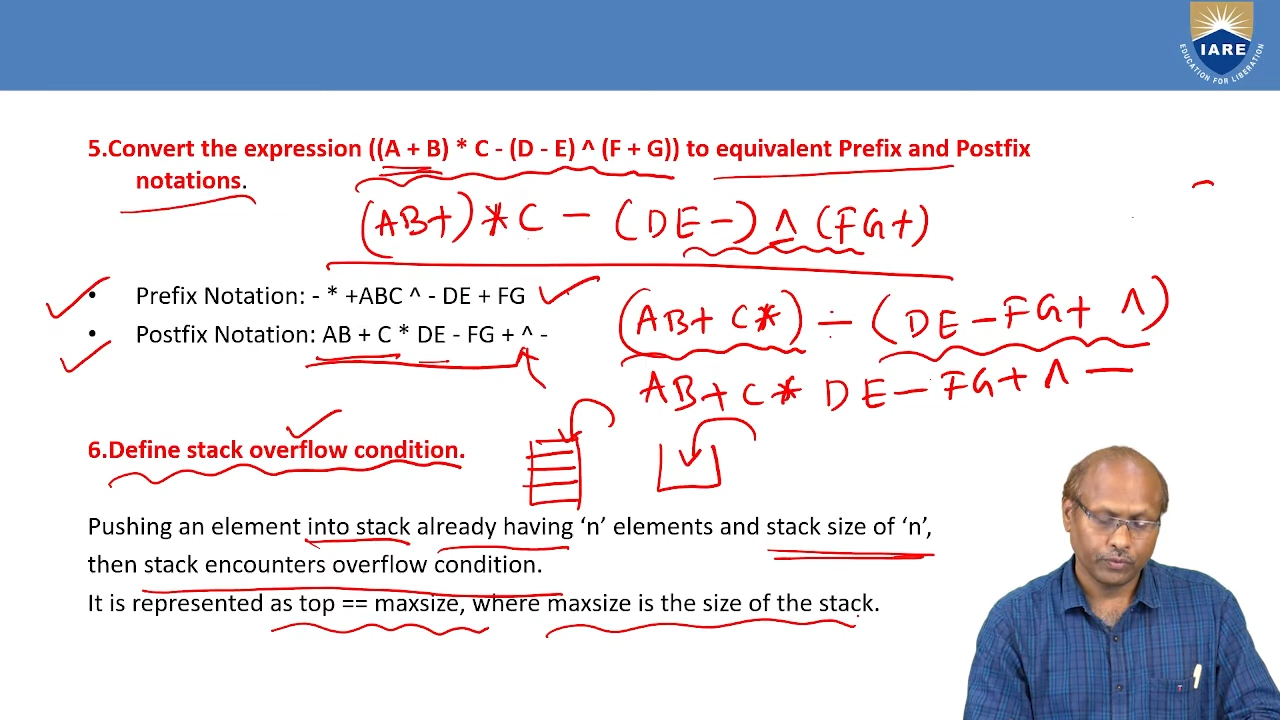 IARE
EDUCATION FOR LIBERATION
5.Convert the expression ((A + B) * C - (D - E) ^ (F + G)) to equivalent Prefix and Postfix
notations.
(AB+)*C - (DE-) ^ (FG+)
• Prefix Notation: - * +ABC ^ - DE + FG
• Postfix Notation: AB + C * DE - FG + ^ -
(AB+ C*) - (DE-FG+ ^)
AB+C* DE-FG+^ -
6.Define stack overflow condition.
Pushing an element into stack already having ‘n’ elements and stack size of ‘n’,
then stack encounters overflow condition.
It is represented as top == maxsize, where maxsize is the size of the stack.